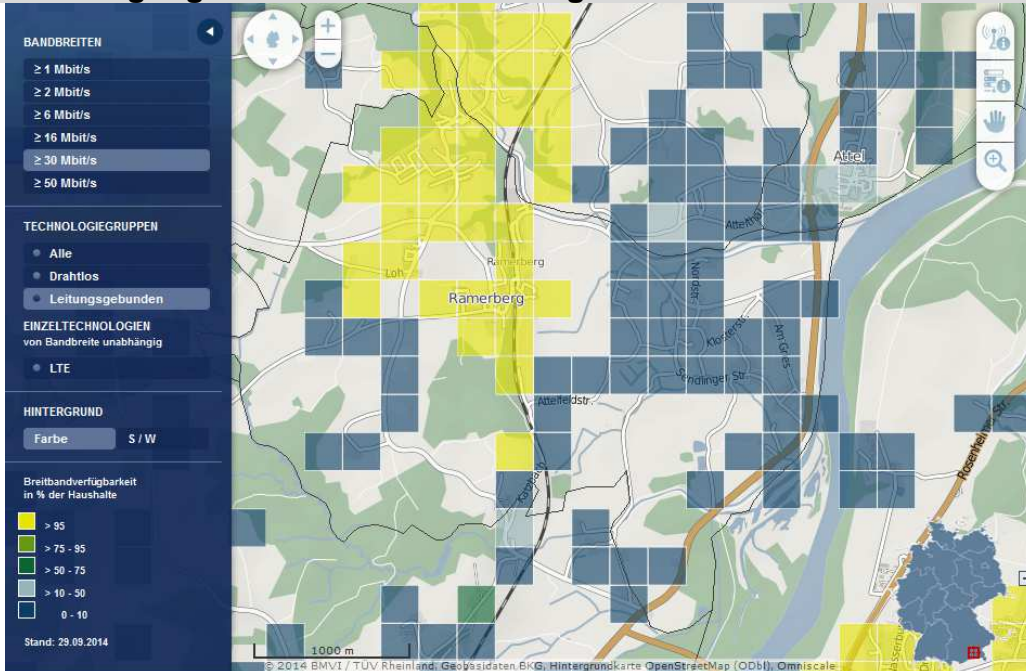 BANDBREITEN
≥ 1 Mbit/s
≥ 2 Mbit/s
≥ 6 Mbit/s
≥ 16 Mbit/s
≥ 30 Mbit/s
≥ 50 Mbit/s
TECHNOLOGIEGRUPPEN
Alle
Drahtlos
Leitungsgebunden
EINZELTECHNOLOGIEN
von Bandbreite unabhängig
LTE
HINTERGRUND
Farbe S / W
Breitbandverfügbarkeit
in % der Haushalte
> 95
> 75 - 95
> 50 - 75
> 10 - 50
0 - 10
Stand: 29.09.2014
Attel
Attelthal
Ramerberg
Loh
Ramerberg
Nordstr.
Klosterstr.
Am Gries
Sendlinger Str.
Attelfeldstr.
Katzbach
Rosenheimer Str.
1000 m
© 2014 BMVI / TÜV Rheinland, Geobasisdaten BKG, Hintergrundkarte OpenStreetMap (ODbl), Omniscale